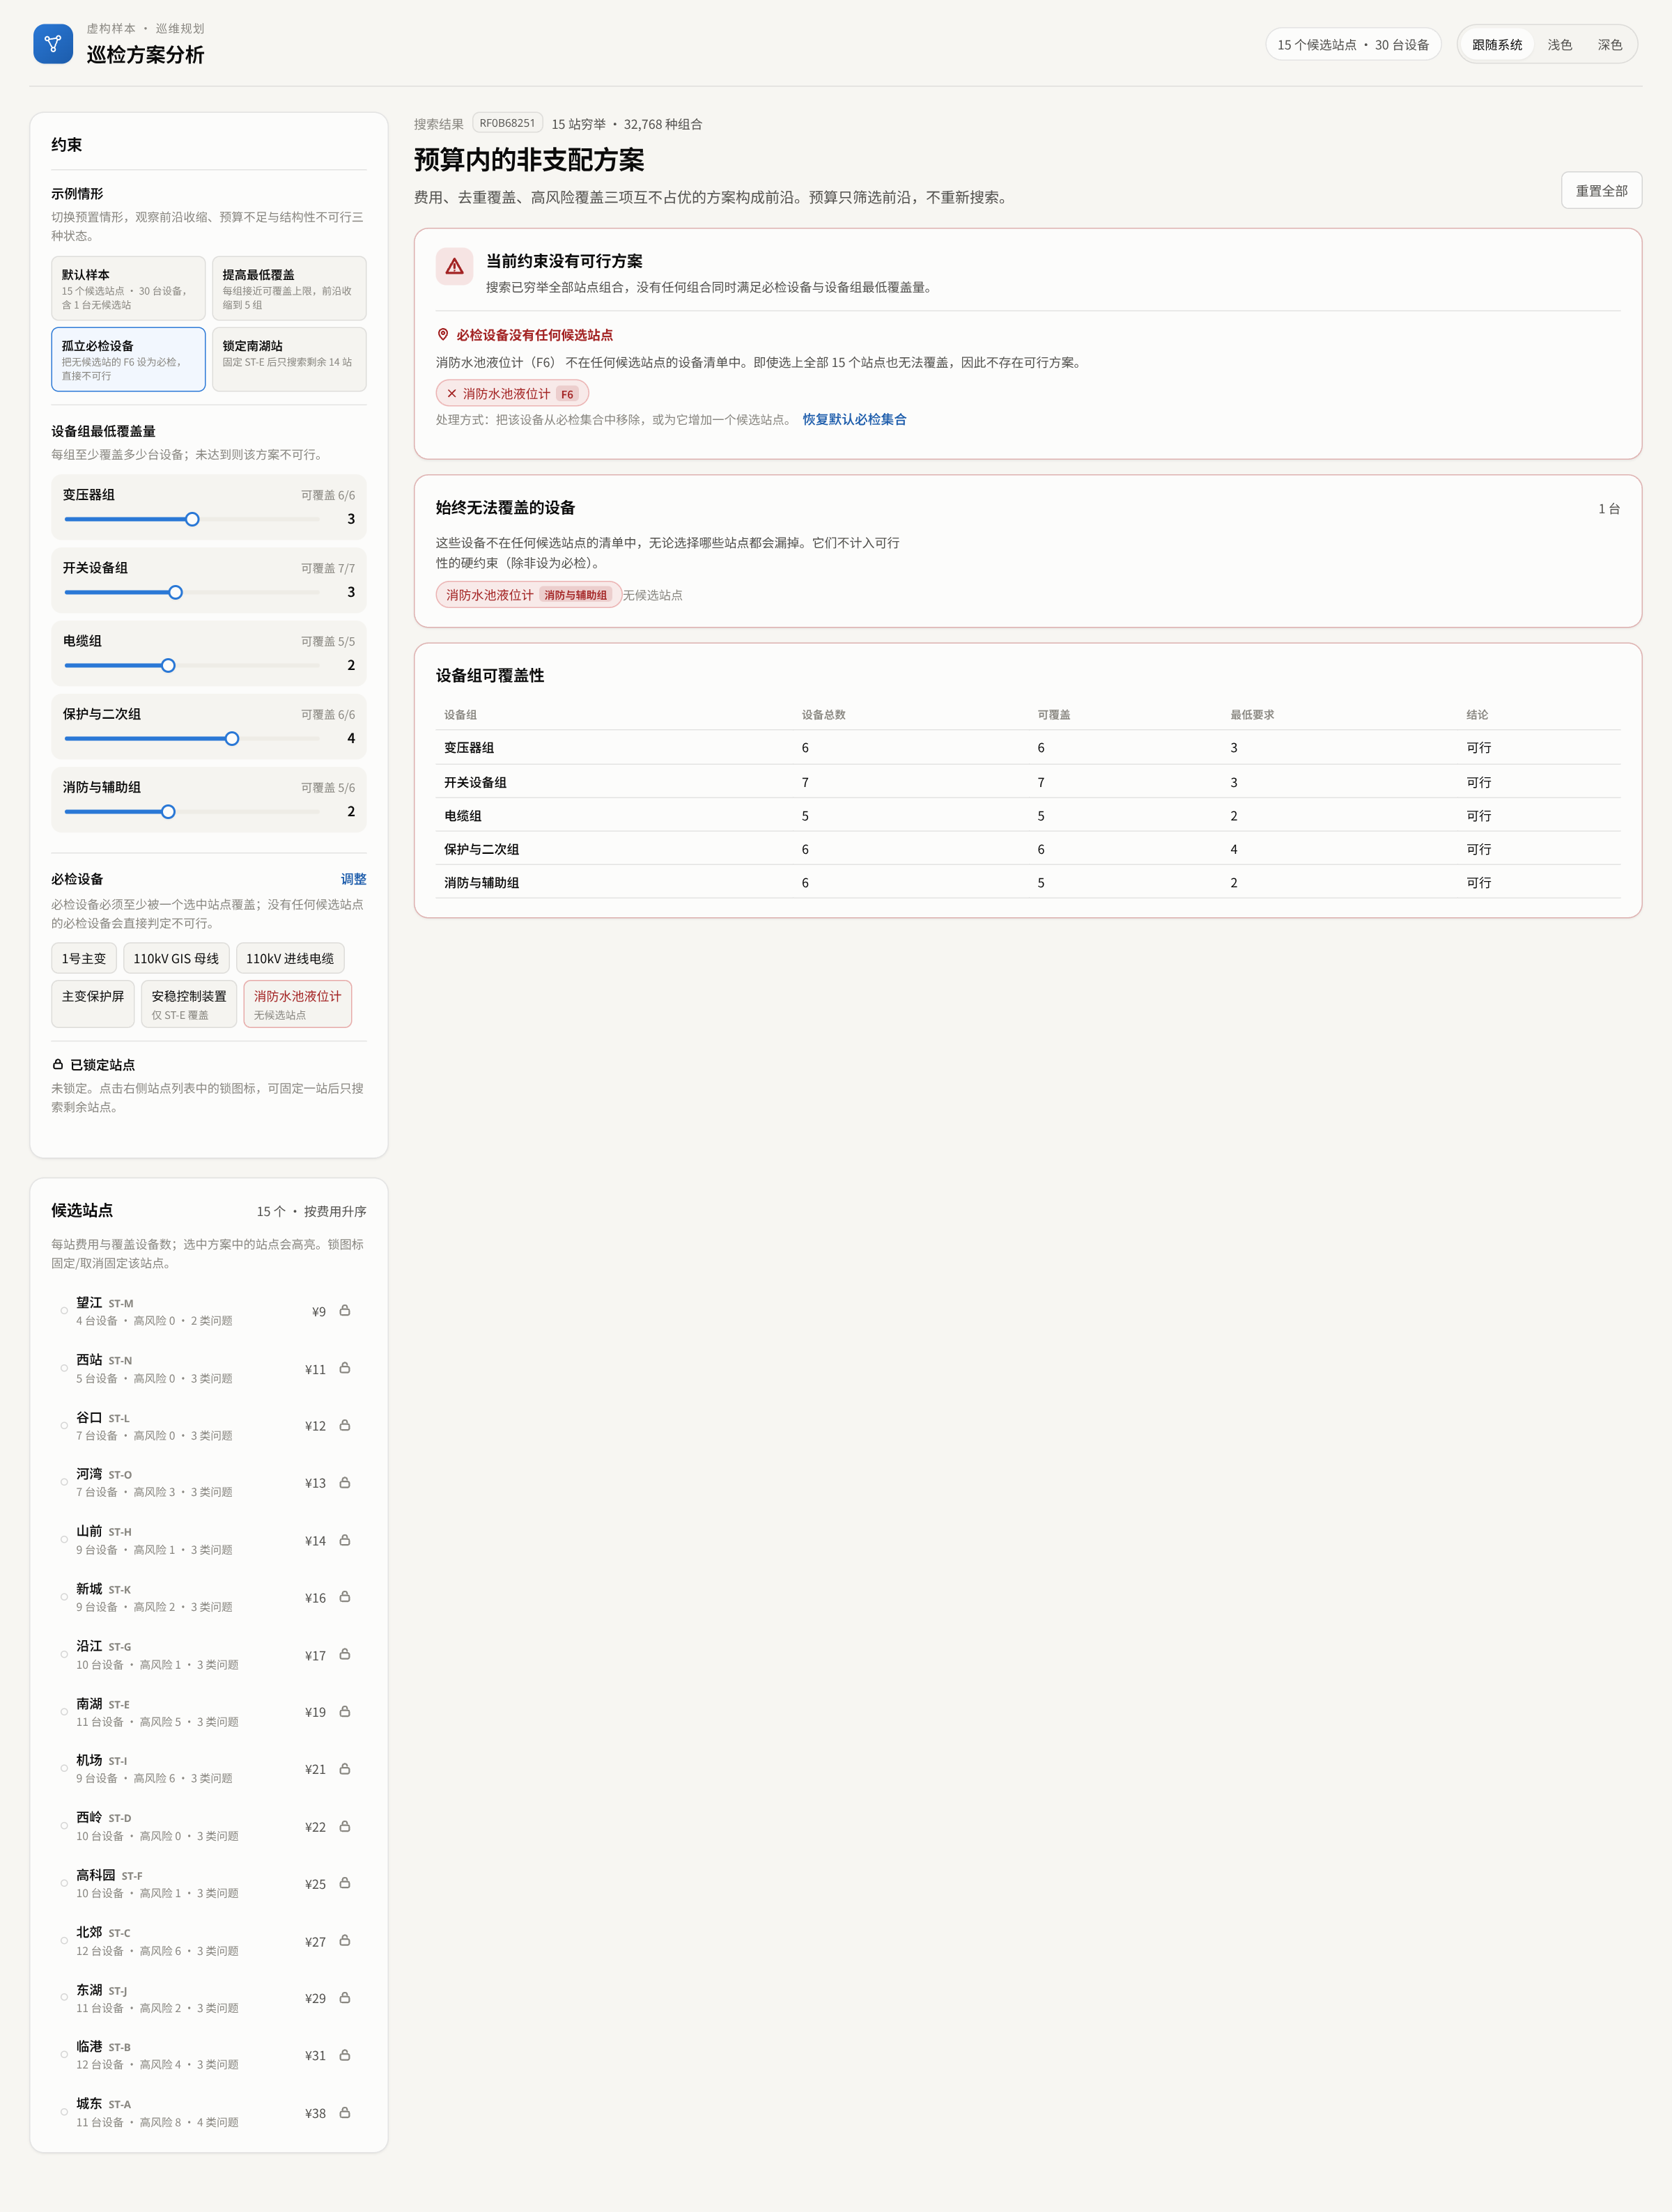 虚构样本 · 巡维规划
巡检方案分析
15 个候选站点 · 30 台设备
跟随系统
浅色
深色
约束
示例情形
切换预置情形，观察前沿收缩、预算不足与结构性不可行三
种状态。
默认样本
15 个候选站点 · 30 台设备，
含 1 台无候选站
提高最低覆盖
每组接近可覆盖上限，前沿收
缩到 5 组
孤立必检设备
把无候选站的 F6 设为必检，
直接不可行
锁定南湖站
固定 ST-E 后只搜索剩余 14 站
设备组最低覆盖量
每组至少覆盖多少台设备；未达到则该方案不可行。
变压器组
可覆盖 6/6
3
开关设备组
可覆盖 7/7
3
电缆组
可覆盖 5/5
2
保护与二次组
可覆盖 6/6
4
消防与辅助组
可覆盖 5/6
2
必检设备
调整
必检设备必须至少被一个选中站点覆盖；没有任何候选站点
的必检设备会直接判定不可行。
1号主变
110kV GIS 母线
110kV 进线电缆
主变保护屏
安稳控制装置
仅 ST-E 覆盖
消防水池液位计
无候选站点
已锁定站点
未锁定。点击右侧站点列表中的锁图标，可固定一站后只搜
索剩余站点。
候选站点
15 个 · 按费用升序
每站费用与覆盖设备数；选中方案中的站点会高亮。锁图标
固定/取消固定该站点。
望江 ST-M
¥9
4 台设备 · 高风险 0 · 2 类问题
西站 ST-N
¥11
5 台设备 · 高风险 0 · 3 类问题
谷口 ST-L
¥12
7 台设备 · 高风险 0 · 3 类问题
河湾 ST-O
¥13
7 台设备 · 高风险 3 · 3 类问题
山前 ST-H
¥14
9 台设备 · 高风险 1 · 3 类问题
新城 ST-K
¥16
9 台设备 · 高风险 2 · 3 类问题
沿江 ST-G
¥17
10 台设备 · 高风险 1 · 3 类问题
南湖 ST-E
¥19
11 台设备 · 高风险 5 · 3 类问题
机场 ST-I
¥21
9 台设备 · 高风险 6 · 3 类问题
西岭 ST-D
¥22
10 台设备 · 高风险 0 · 3 类问题
高科园 ST-F
¥25
10 台设备 · 高风险 1 · 3 类问题
北郊 ST-C
¥27
12 台设备 · 高风险 6 · 3 类问题
东湖 ST-J
¥29
11 台设备 · 高风险 2 · 3 类问题
临港 ST-B
¥31
12 台设备 · 高风险 4 · 3 类问题
城东 ST-A
¥38
11 台设备 · 高风险 8 · 4 类问题
搜索结果 RF0B68251 15 站穷举 · 32,768 种组合
预算内的非支配方案
费用、去重覆盖、高风险覆盖三项互不占优的方案构成前沿。预算只筛选前沿，不重新搜索。
重置全部
当前约束没有可行方案
搜索已穷举全部站点组合，没有任何组合同时满足必检设备与设备组最低覆盖量。
必检设备没有任何候选站点
消防水池液位计（F6） 不在任何候选站点的设备清单中。即使选上全部 15 个站点也无法覆盖，因此不存在可行方案。
消防水池液位计 F6
处理方式：把该设备从必检集合中移除，或为它增加一个候选站点。 恢复默认必检集合
始终无法覆盖的设备
1 台
这些设备不在任何候选站点的清单中，无论选择哪些站点都会漏掉。它们不计入可行
性的硬约束（除非设为必检）。
消防水池液位计 消防与辅助组 无候选站点
设备组可覆盖性
设备组 设备总数 可覆盖 最低要求 结论
变压器组 6 6 3 可行
开关设备组 7 7 3 可行
电缆组 5 5 2 可行
保护与二次组 6 6 4 可行
消防与辅助组 6 5 2 可行